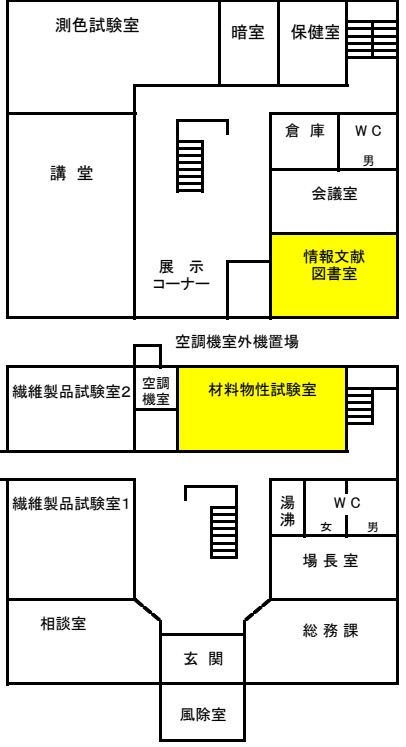 測色試験室
暗室
保健室
倉 庫
W C
男
講 堂
会議室
情報文献
図書室
展 示
コーナー
空調機室外機置場
繊維製品試験室2
空調
機室
材料物性試験室
繊維製品試験室1
湯
沸
W C
女
男
場 長 室
相談室
総 務 課
玄 関
風除室